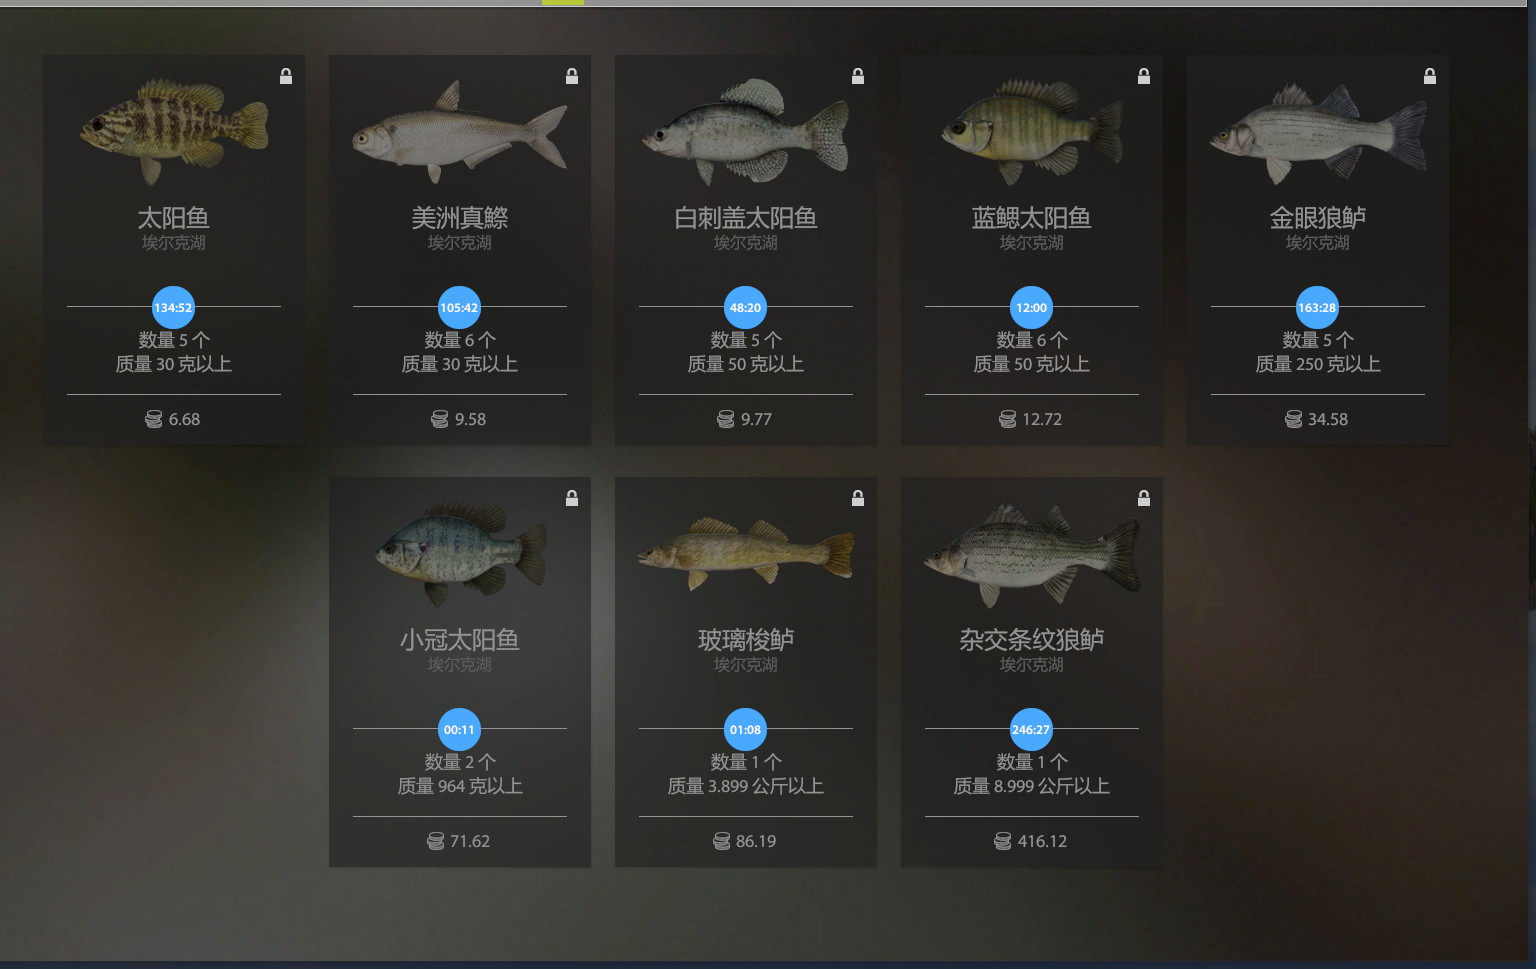 太阳鱼
埃尔克湖
134:52
数量 5 个
质量 30 克以上
6.68
美洲真鰶
埃尔克湖
105:42
数量 6 个
质量 30 克以上
9.58
白刺盖太阳鱼
埃尔克湖
48:20
数量 5 个
质量 50 克以上
9.77
蓝鳃太阳鱼
埃尔克湖
12:00
数量 6 个
质量 50 克以上
12.72
金眼狼鲈
埃尔克湖
163:28
数量 5 个
质量 250 克以上
34.58
小冠太阳鱼
埃尔克湖
00:11
数量 2 个
质量 964 克以上
71.62
玻璃梭鲈
埃尔克湖
01:08
数量 1 个
质量 3.899 公斤以上
86.19
杂交条纹狼鲈
埃尔克湖
246:27
数量 1 个
质量 8.999 公斤以上
416.12